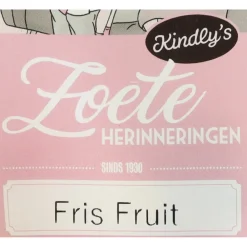 Kindly's
Zoete
HERINNERINGEN
SINDS 1930
Fris Fruit